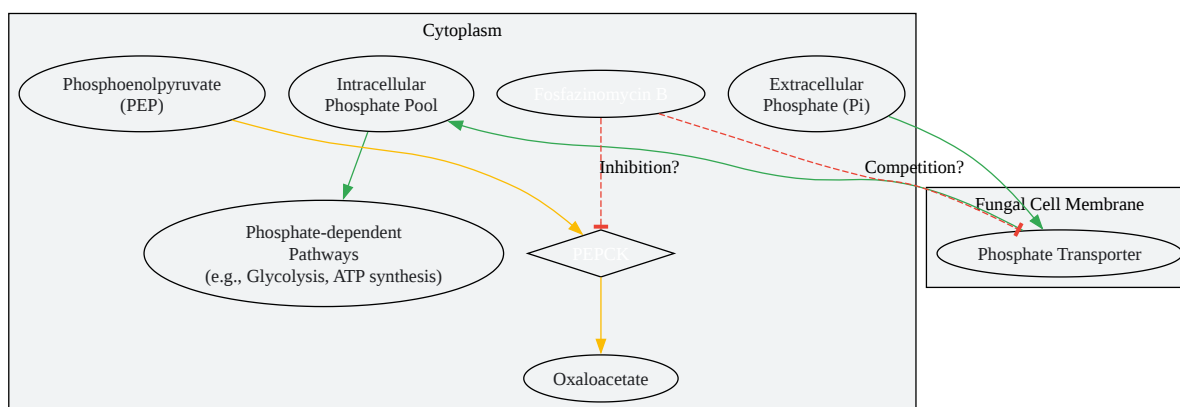 Cytoplasm
Phosphoenolpyruvate
(PEP)
Intracellular
Phosphate Pool
Fosfazinomycin B
Extracellular
Phosphate (Pi)
Inhibition?
Competition?
Fungal Cell Membrane
Phosphate-dependent
Pathways
(e.g., Glycolysis, ATP synthesis)
PEPCK
Phosphate Transporter
Oxaloacetate